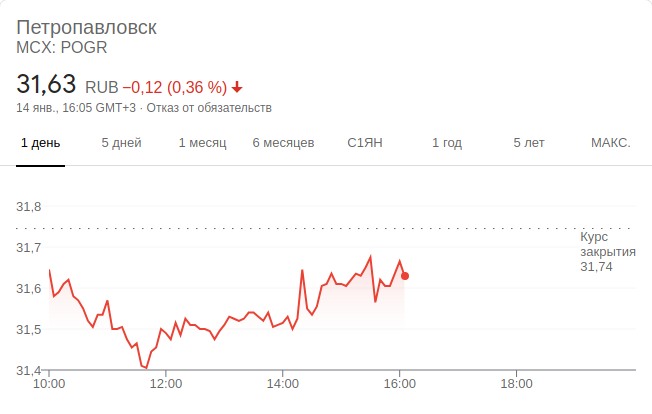 Петропавловск
MCX: POGR
31,63 RUB −0,12 (0,36 %)
14 янв., 16:05 GMT+3 · Отказ от обязательств
1 день 5 дней 1 месяц 6 месяцев С1ЯН 1 год 5 лет МАКС.
31,8
31,7
31,6
31,5
31,4
Курс
закрытия
31,74
10:00 12:00 14:00 16:00 18:00